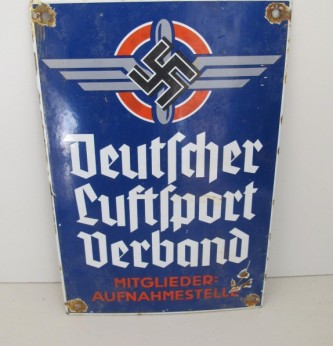 Deutscher
Luftsport
Verband
MITGLIEDER:
AUFNAHMESTELLE